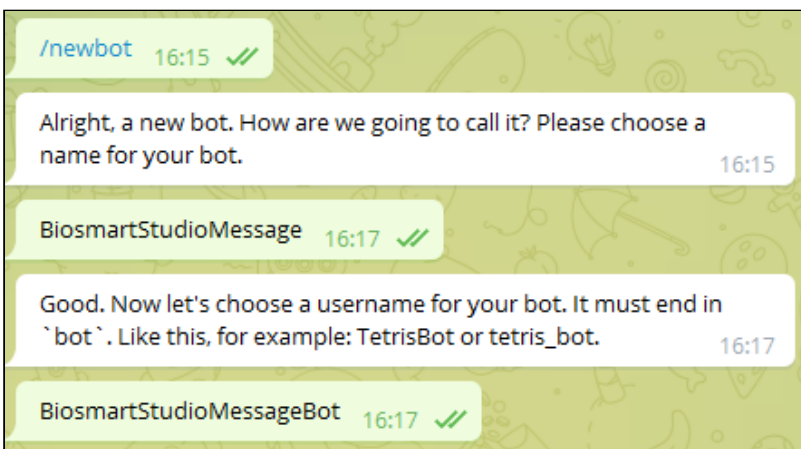 /newbot 16:15
Alright, a new bot. How are we going to call it? Please choose a
name for your bot. 16:15
BiosmartStudioMessage 16:17
Good. Now let's choose a username for your bot. It must end in
`bot`. Like this, for example: TetrisBot or tetris_bot. 16:17
BiosmartStudioMessageBot 16:17